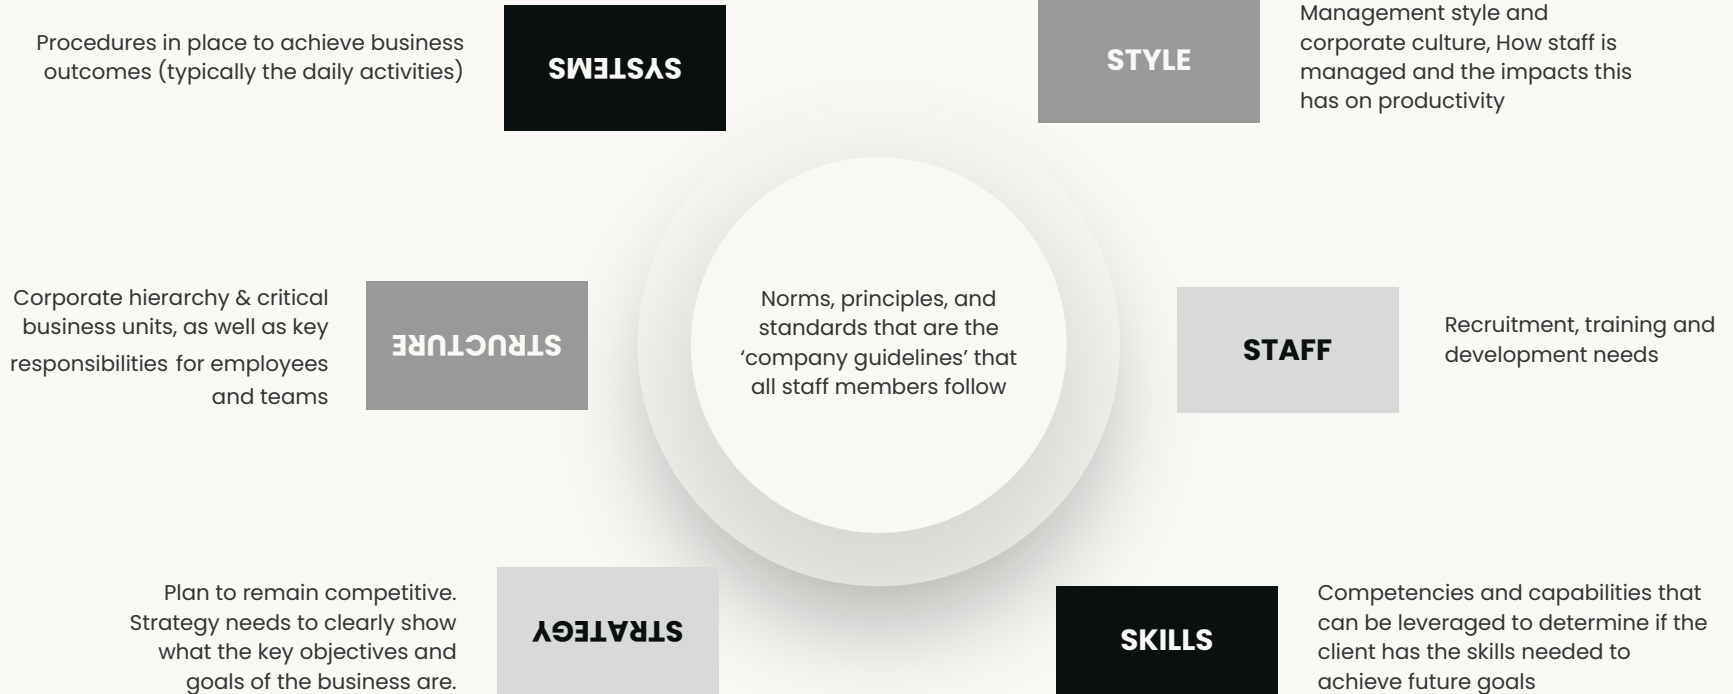 Procedures in place to achieve business
outcomes (typically the daily activities)
SYSTEMS
STYLE
Management style and
corporate culture, How staff is
managed and the impacts this
has on productivity
Corporate hierarchy & critical
business units, as well as key
responsibilities for employees
and teams
STRUCTURE
Norms, principles, and
standards that are the
‘company guidelines’ that
all staff members follow
STAFF
Recruitment, training and
development needs
Plan to remain competitive.
Strategy needs to clearly show
what the key objectives and
goals of the business are.
STRATEGY
SKILLS
Competencies and capabilities that
can be leveraged to determine if the
client has the skills needed to
achieve future goals